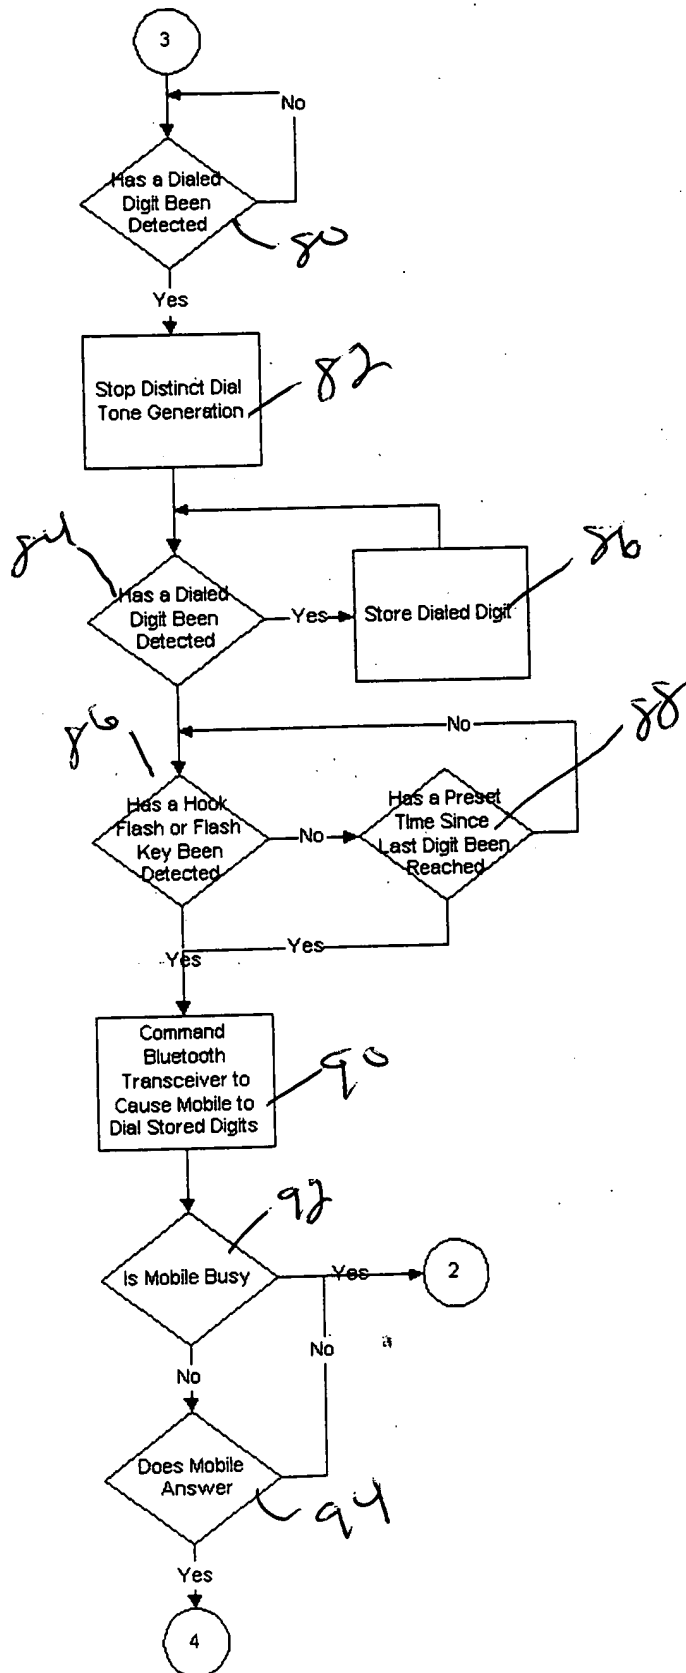 3
No
Has a Dialed
Digit Been
Detected
80
Yes
Stop Distinct Dial
Tone Generation
82
84
Has a Dialed
Digit Been
Detected
Yes
Store Dialed Digit
86
No
86
88
Has a Hook
Flash or Flash
Key Been
Detected
No
Has a Preset
Time Since
Last Digit Been
Reached
Yes
Yes
Command
Bluetooth
Transceiver to
Cause Mobile to
Dial Stored Digits
90
92
Is Mobile Busy
Yes
2
No
No
Does Mobile
Answer
94
Yes
4